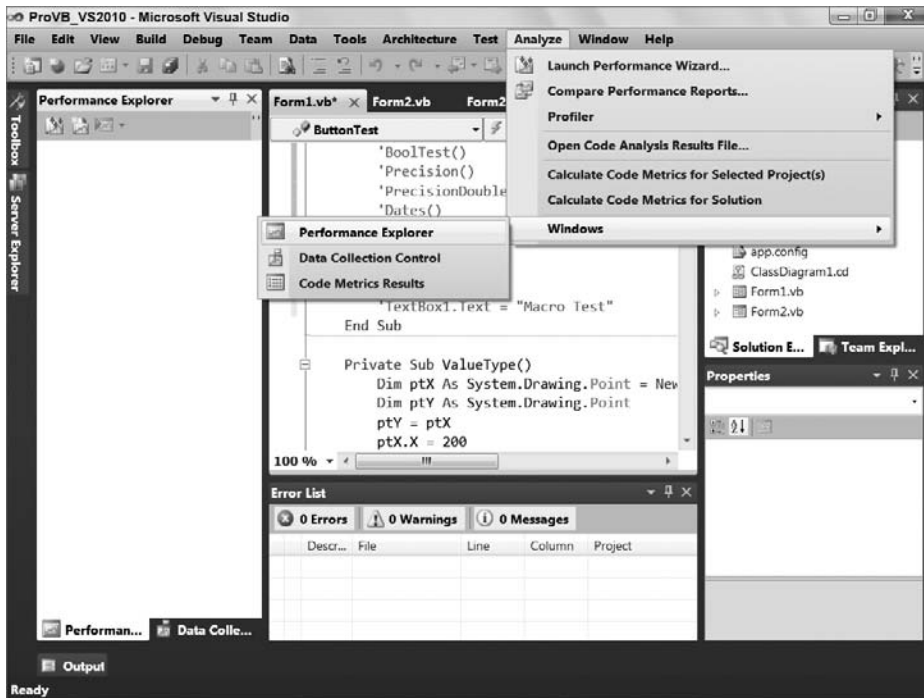 ProVB_VS2010 - Microsoft Visual Studio
File Edit View Build Debug Team Data Tools Architecture Test Analyze Window Help
Launch Performance Wizard...
Compare Performance Reports...
Profiler
Open Code Analysis Results File...
Calculate Code Metrics for Selected Project(s)
Calculate Code Metrics for Solution
Windows
Performance Explorer
Data Collection Control
Code Metrics Results
Toolbox
Server Explorer
Performance Explorer
Form1.vb* Form2.vb Form2
ButtonTest
'BoolTest()
'Precision()
'PrecisionDouble
'Dates()
'TextBox1.Text = "Macro Test"
End Sub
Private Sub ValueType()
Dim ptX As System.Drawing.Point = New
Dim ptY As System.Drawing.Point
ptY = ptX
ptX.X = 200
100 %
app.config
ClassDiagram1.cd
Form1.vb
Form2.vb
Solution E... Team Expl...
Properties
Error List
0 Errors 0 Warnings 0 Messages
Descr... File Line Column Project
Performan... Data Colle...
Output
Ready